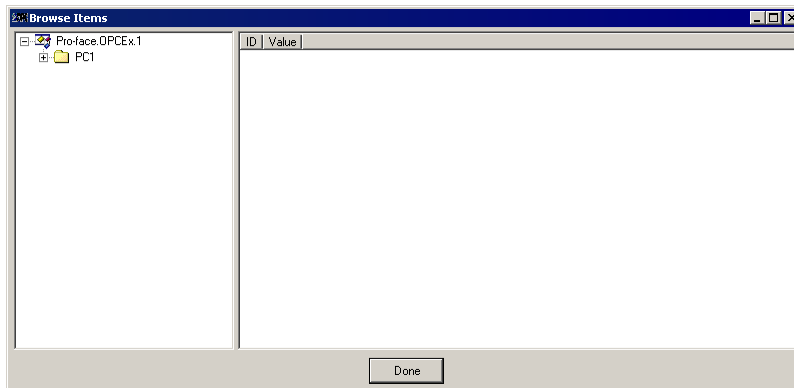 Browse Items
Pro-face.OPCEx.1
PC1
ID Value
Done